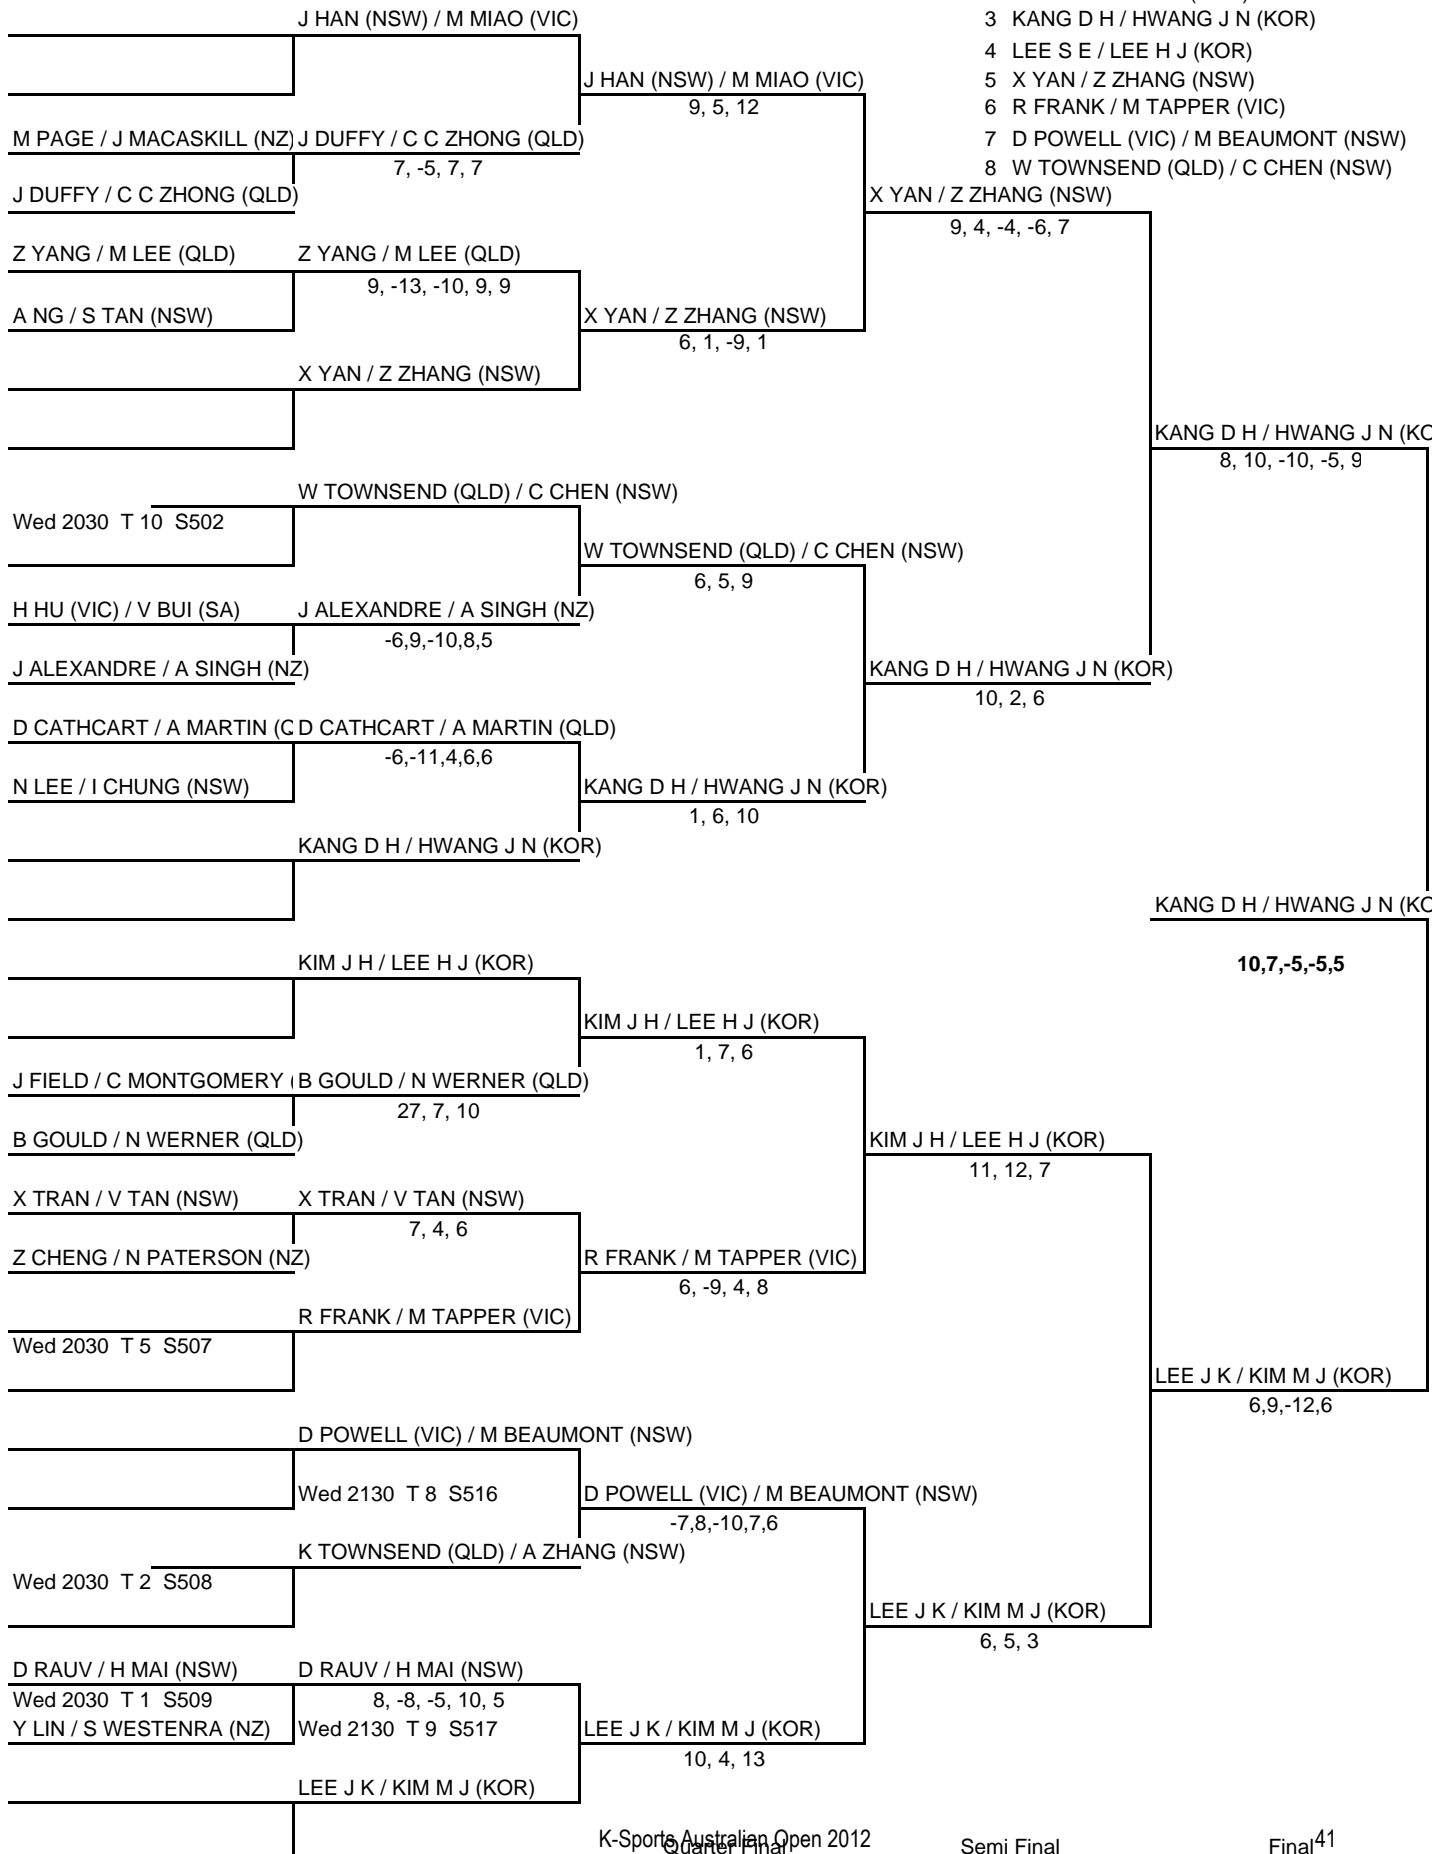 J HAN (NSW) / M MIAO (VIC)
3 KANG D H / HWANG J N (KOR)
4 LEE S E / LEE H J (KOR)
J HAN (NSW) / M MIAO (VIC)
5 X YAN / Z ZHANG (NSW)
9, 5, 12
6 R FRANK / M TAPPER (VIC)
M PAGE / J MACASKILL (NZ)
J DUFFY / C C ZHONG (QLD)
7 D POWELL (VIC) / M BEAUMONT (NSW)
7, -5, 7, 7
8 W TOWNSEND (QLD) / C CHEN (NSW)
J DUFFY / C C ZHONG (QLD)
X YAN / Z ZHANG (NSW)
9, 4, -4, -6, 7
Z YANG / M LEE (QLD)
Z YANG / M LEE (QLD)
9, -13, -10, 9, 9
A NG / S TAN (NSW)
X YAN / Z ZHANG (NSW)
6, 1, -9, 1
X YAN / Z ZHANG (NSW)
KANG D H / HWANG J N (KO
8, 10, -10, -5, 9
W TOWNSEND (QLD) / C CHEN (NSW)
Wed 2030 T 10 S502
W TOWNSEND (QLD) / C CHEN (NSW)
6, 5, 9
H HU (VIC) / V BUI (SA)
J ALEXANDRE / A SINGH (NZ)
-6,9,-10,8,5
J ALEXANDRE / A SINGH (NZ)
KANG D H / HWANG J N (KOR)
10, 2, 6
D CATHCART / A MARTIN (Q
D CATHCART / A MARTIN (QLD)
-6,-11,4,6,6
N LEE / I CHUNG (NSW)
KANG D H / HWANG J N (KOR)
1, 6, 10
KANG D H / HWANG J N (KOR)
KANG D H / HWANG J N (KO
10,7,-5,-5,5
KIM J H / LEE H J (KOR)
KIM J H / LEE H J (KOR)
1, 7, 6
J FIELD / C MONTGOMERY (
B GOULD / N WERNER (QLD)
27, 7, 10
B GOULD / N WERNER (QLD)
KIM J H / LEE H J (KOR)
11, 12, 7
X TRAN / V TAN (NSW)
X TRAN / V TAN (NSW)
7, 4, 6
Z CHENG / N PATERSON (NZ)
R FRANK / M TAPPER (VIC)
6, -9, 4, 8
R FRANK / M TAPPER (VIC)
Wed 2030 T 5 S507
LEE J K / KIM M J (KOR)
6,9,-12,6
D POWELL (VIC) / M BEAUMONT (NSW)
Wed 2130 T 8 S516
D POWELL (VIC) / M BEAUMONT (NSW)
-7,8,-10,7,6
K TOWNSEND (QLD) / A ZHANG (NSW)
Wed 2030 T 2 S508
LEE J K / KIM M J (KOR)
6, 5, 3
D RAUV / H MAI (NSW)
D RAUV / H MAI (NSW)
Wed 2030 T 1 S509
8, -8, -5, 10, 5
Y LIN / S WESTENRA (NZ)
Wed 2130 T 9 S517
LEE J K / KIM M J (KOR)
10, 4, 13
LEE J K / KIM M J (KOR)
K-Sports Australian Open 2012
Quarter Final
Semi Final
Final
41